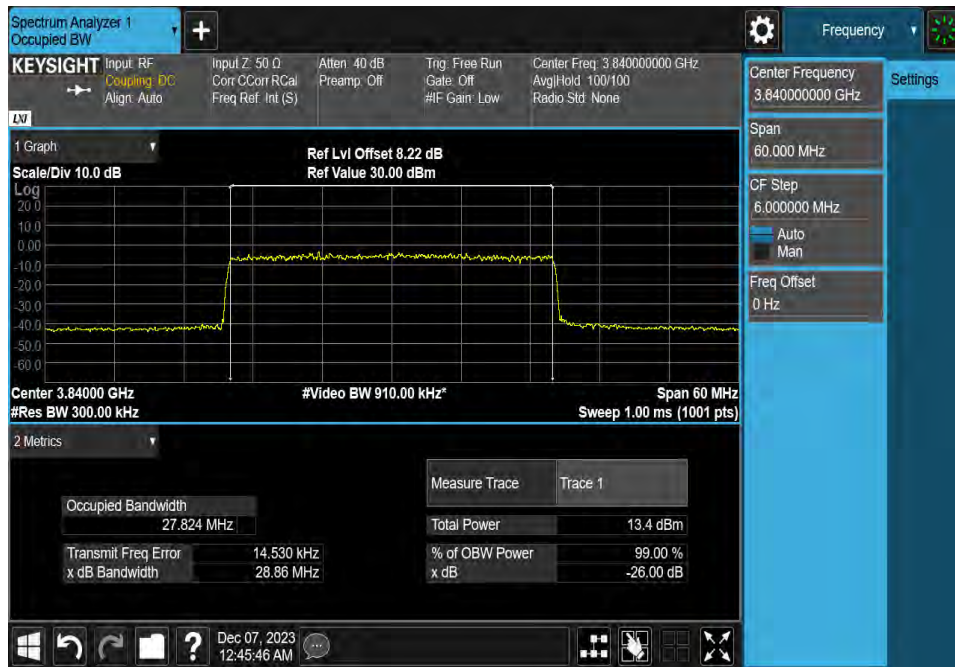 Spectrum Analyzer 1
Occupied BW
+
Frequency
KEYSIGHT
Input: RF
Coupling: DC
Align: Auto
Input Z: 50 Ω
Corr CCorr RCal
Freq Ref: Int (S)
Atten: 40 dB
Preamp: Off
Trig: Free Run
Gate: Off
#IF Gain: Low
Center Freq: 3.840000000 GHz
Avg|Hold: 100/100
Radio Std: None
LXI
Center Frequency
3.840000000 GHz
Settings
Span
60.000 MHz
CF Step
6.000000 MHz
Auto
Man
Freq Offset
0 Hz
1 Graph
Scale/Div 10.0 dB
Ref Lvl Offset 8.22 dB
Ref Value 30.00 dBm
Log
20.0
10.0
0.00
-10.0
-20.0
-30.0
-40.0
-50.0
-60.0
Center 3.84000 GHz
#Video BW 910.00 kHz*
Span 60 MHz
#Res BW 300.00 kHz
Sweep 1.00 ms (1001 pts)
2 Metrics
Occupied Bandwidth
27.824 MHz
Transmit Freq Error 14.530 kHz
x dB Bandwidth 28.86 MHz
Measure Trace Trace 1
Total Power 13.4 dBm
% of OBW Power 99.00 %
x dB -26.00 dB
?
Dec 07, 2023
12:45:46 AM